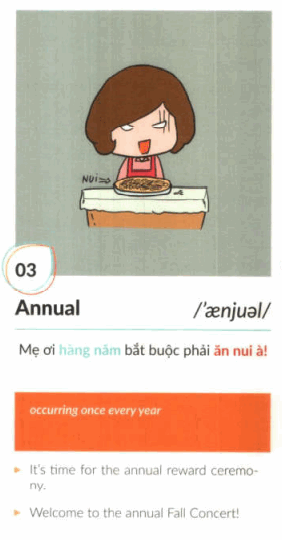 NUI
03
Annual /'ænjuəl/
Mẹ ơi hàng năm bắt buộc phải ăn nui à!
occurring once every year
It's time for the annual reward ceremo-
ny.
Welcome to the annual Fall Concert!